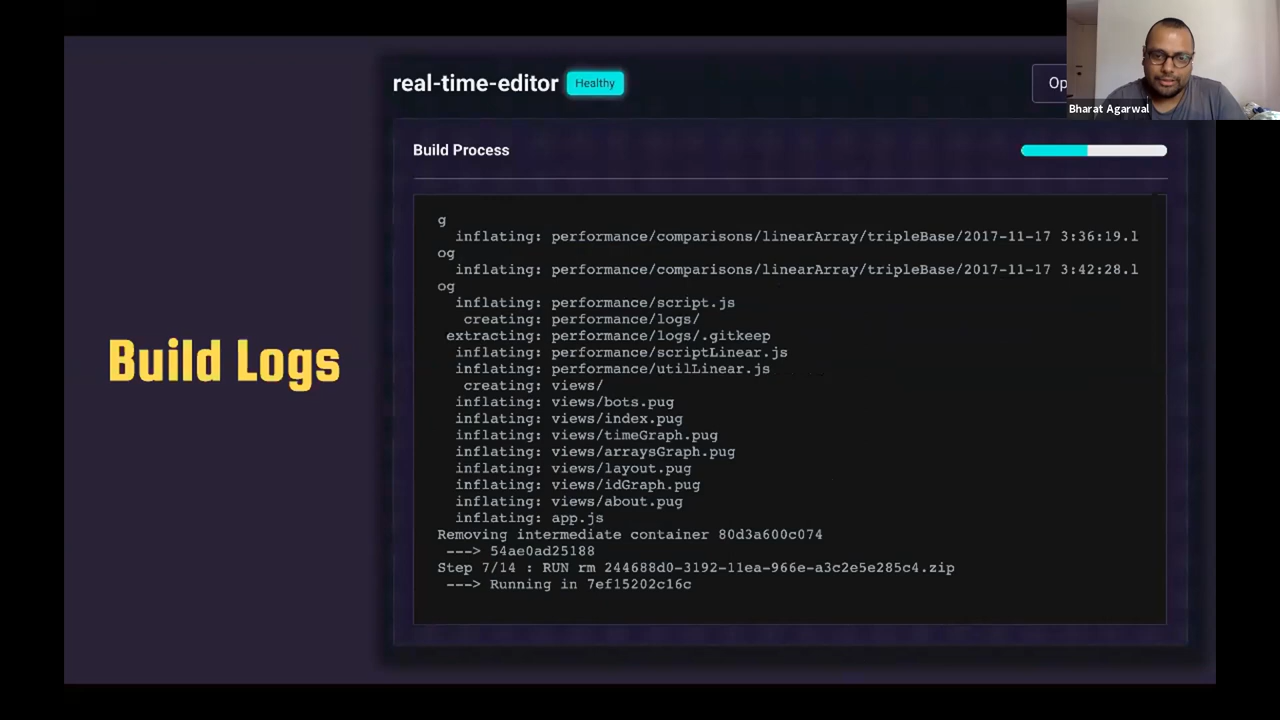 real-time-editor
Healthy
Op
Bharat Agarwal
Build Process
Build Logs
g
inflating: performance/comparisons/linearArray/tripleBase/2017-11-17 3:36:19.l
og
inflating: performance/comparisons/linearArray/tripleBase/2017-11-17 3:42:28.l
og
inflating: performance/script.js
creating: performance/logs/
extracting: performance/logs/.gitkeep
inflating: performance/scriptLinear.js
inflating: performance/utilLinear.js
creating: views/
inflating: views/bots.pug
inflating: views/index.pug
inflating: views/timeGraph.pug
inflating: views/arraysGraph.pug
inflating: views/layout.pug
inflating: views/idGraph.pug
inflating: views/about.pug
inflating: app.js
Removing intermediate container 80d3a600c074
---> 54ae0ad25188
Step 7/14 : RUN rm 244688d0-3192-11ea-966e-a3c2e5e285c4.zip
---> Running in 7ef15202c16c